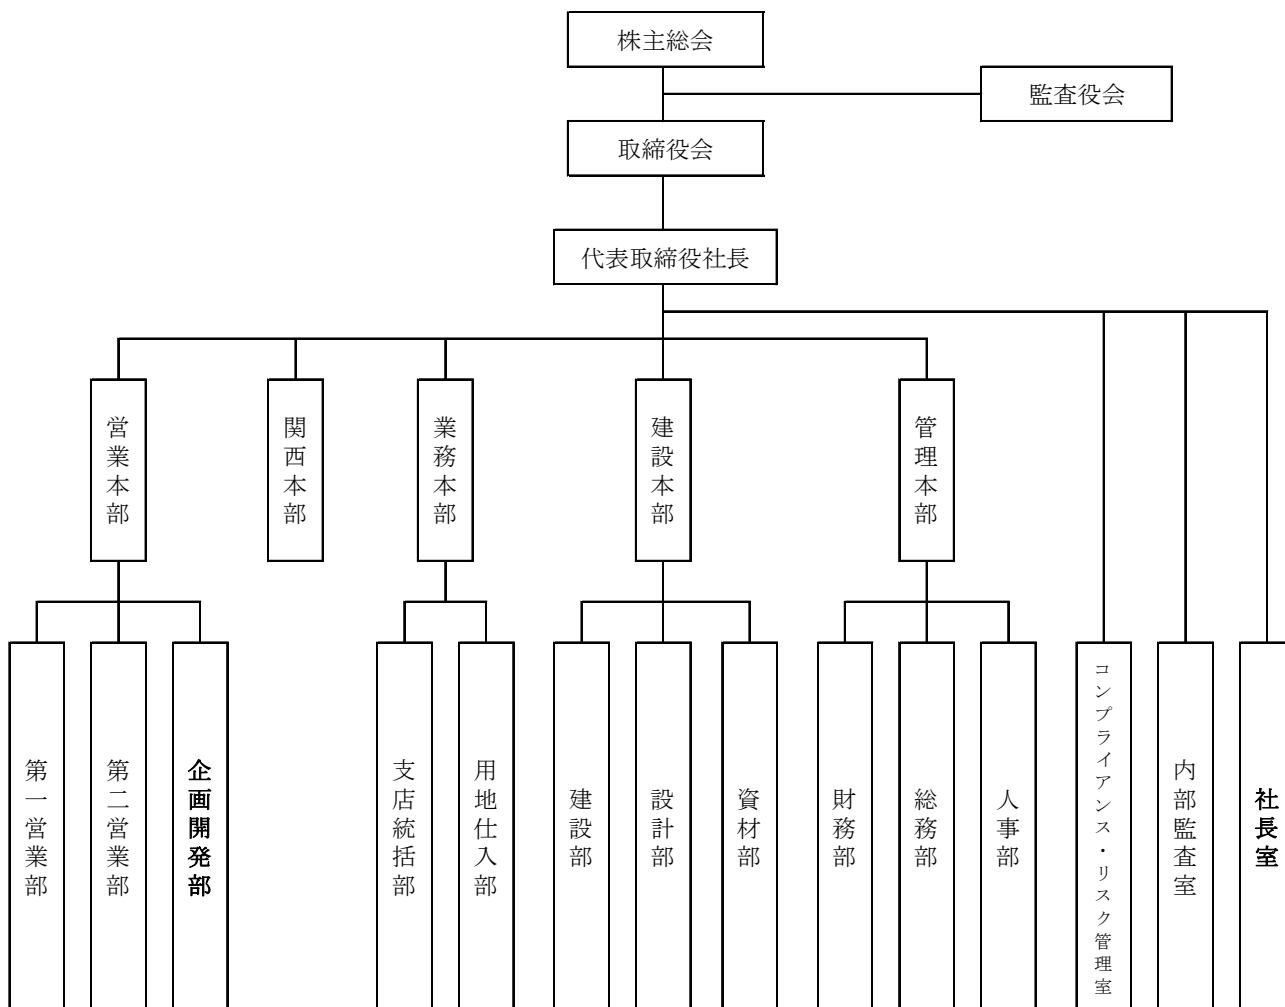 株主総会
監査役会
取締役会
代表取締役社長
営業本部
関西本部
業務本部
建設本部
管理本部
第一営業部
第二営業部
企画開発部
支店統括部
用地仕入部
建設部
設計部
資材部
財務部
総務部
人事部
コンプライアンス・リスク管理室
内部監査室
社長室